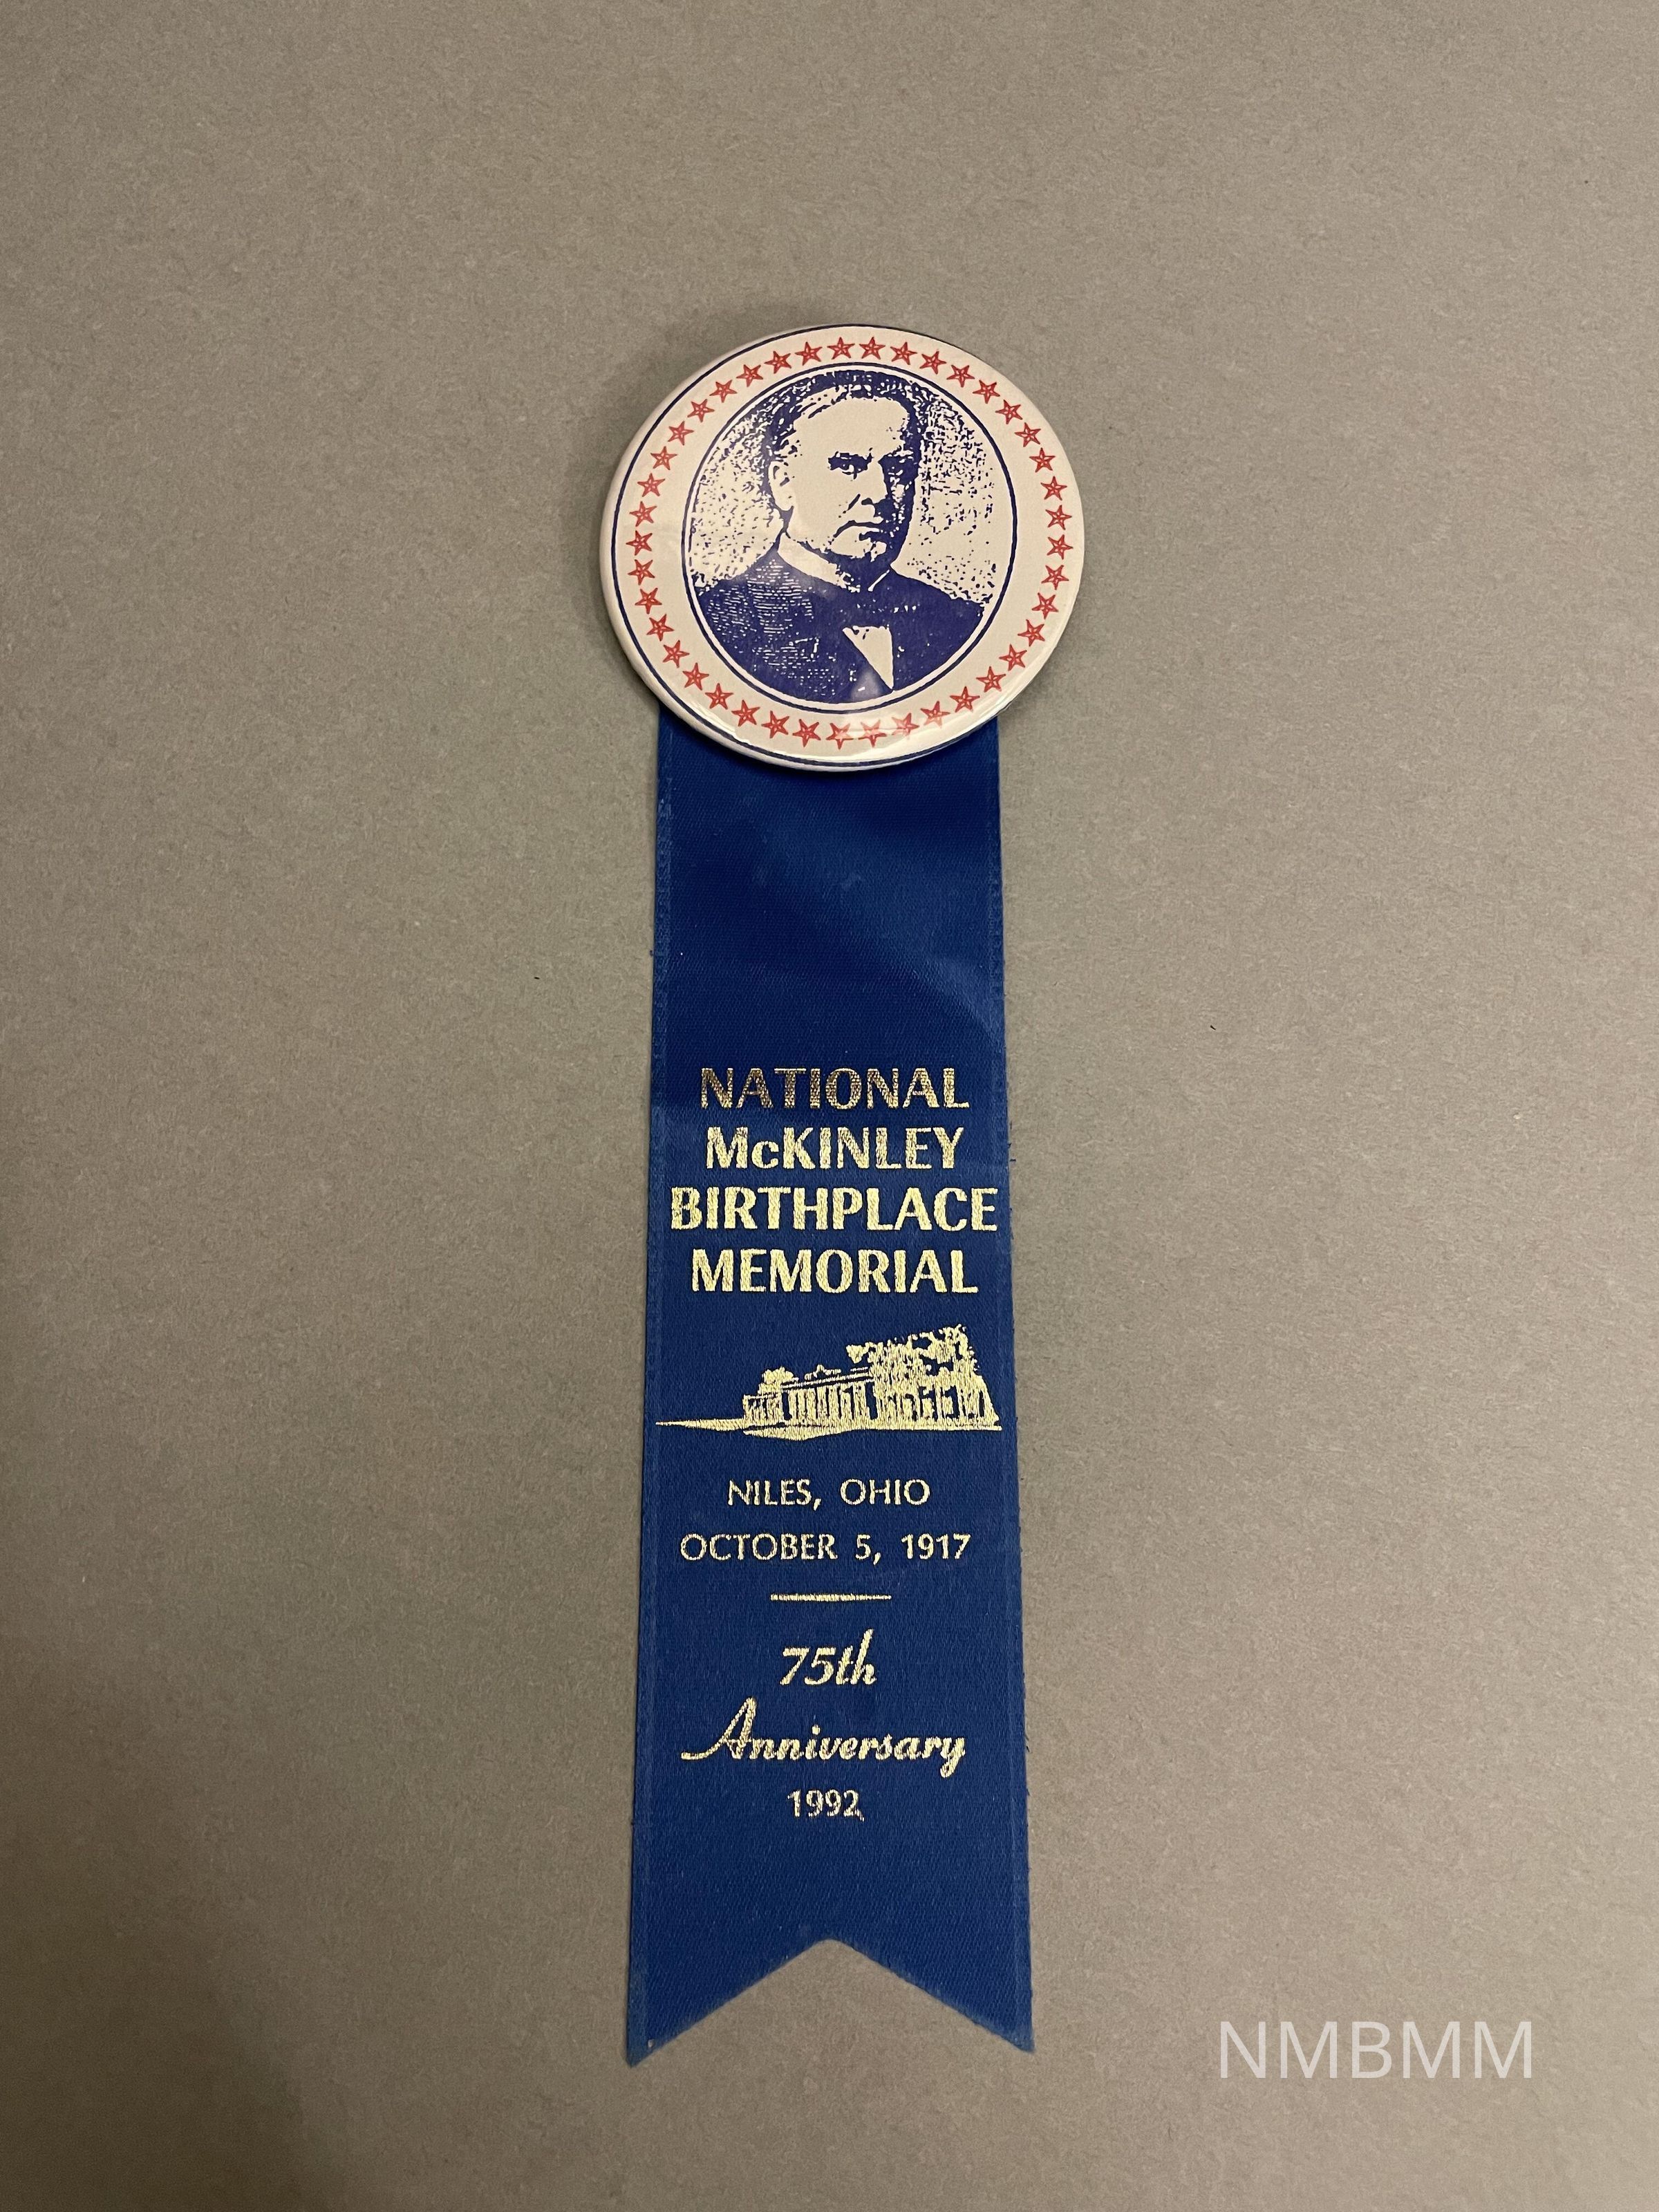 NATIONAL
McKINLEY
BIRTHPLACE
MEMORIAL
NILES, OHIO
OCTOBER 5, 1917
75th
Anniversary
1992
NMBMM